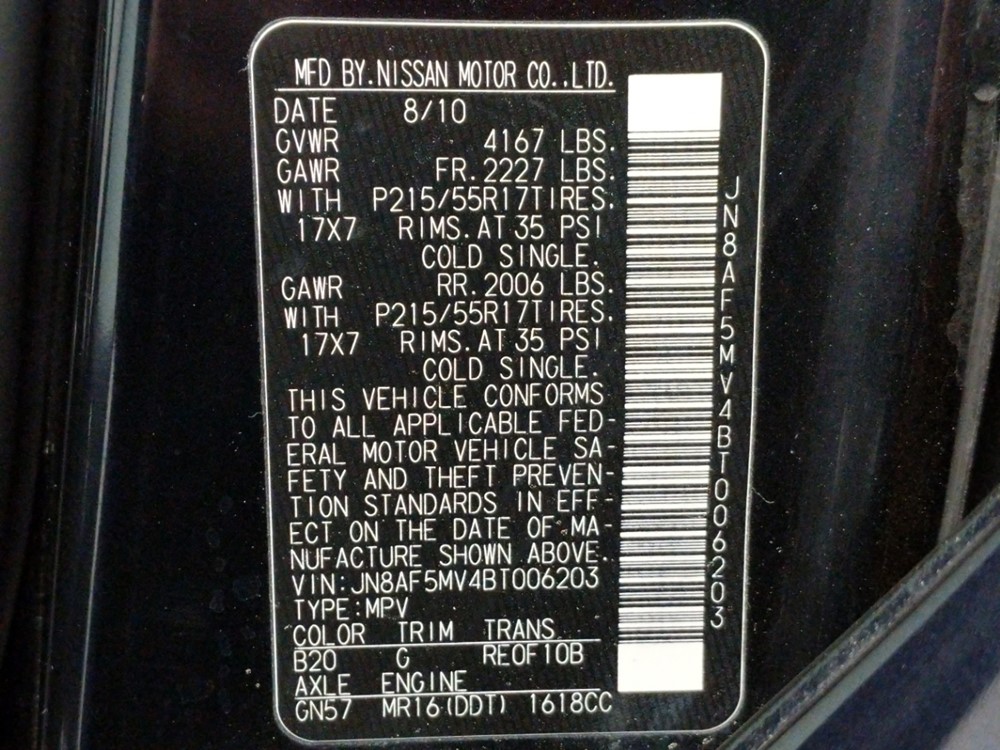 MFD BY.NISSAN MOTOR CO.,LTD.
DATE 8/10
GVWR 4167 LBS.
GAWR FR.2227 LBS.
WITH P215/55R17TIRES.
17X7 RIMS.AT 35 PSI
COLD SINGLE.
GAWR RR.2006 LBS.
WITH P215/55R17TIRES.
17X7 RIMS.AT 35 PSI
COLD SINGLE.
THIS VEHICLE CONFORMS
TO ALL APPLICABLE FED-
ERAL MOTOR VEHICLE SA-
FETY AND THEFT PREVEN-
TION STANDARDS IN EFF-
ECT ON THE DATE OF MA-
NUFACTURE SHOWN ABOVE.
VIN:JN8AF5MV4BT006203
TYPE:MPV
COLOR TRIM TRANS
B20 G RE0F10B
AXLE ENGINE
GN57 MR16(DDT) 1618CC
JN8AF5MV4BT006203